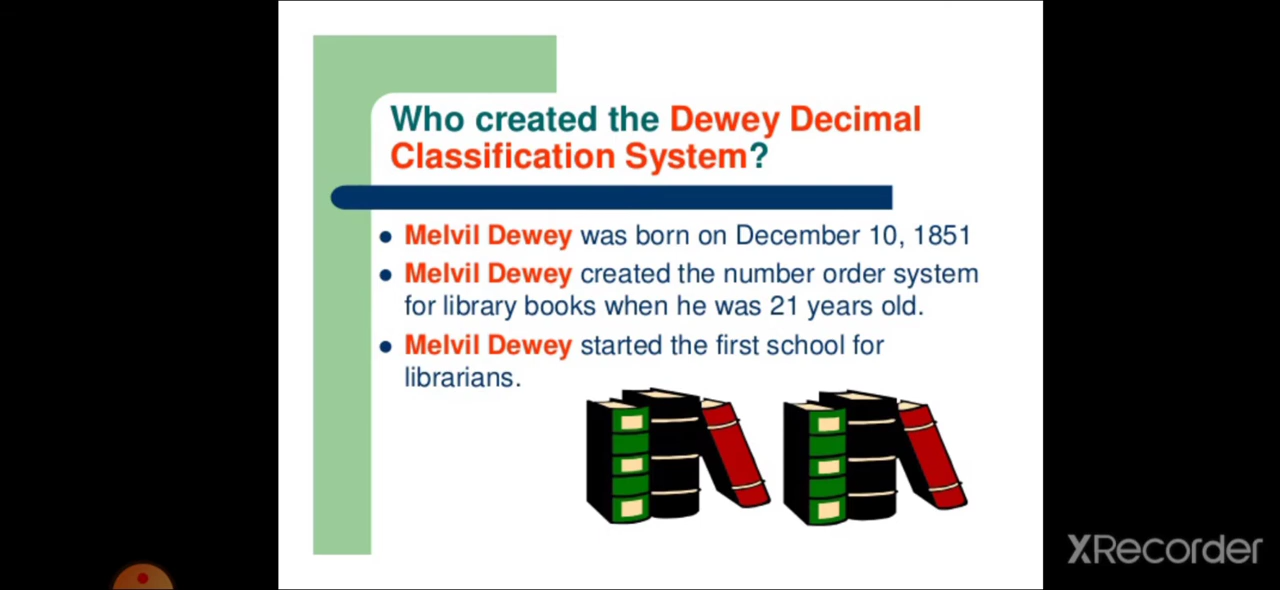 Who created the Dewey Decimal
Classification System?
Melvil Dewey was born on December 10, 1851
Melvil Dewey created the number order system
for library books when he was 21 years old.
Melvil Dewey started the first school for
librarians.
XRecorder